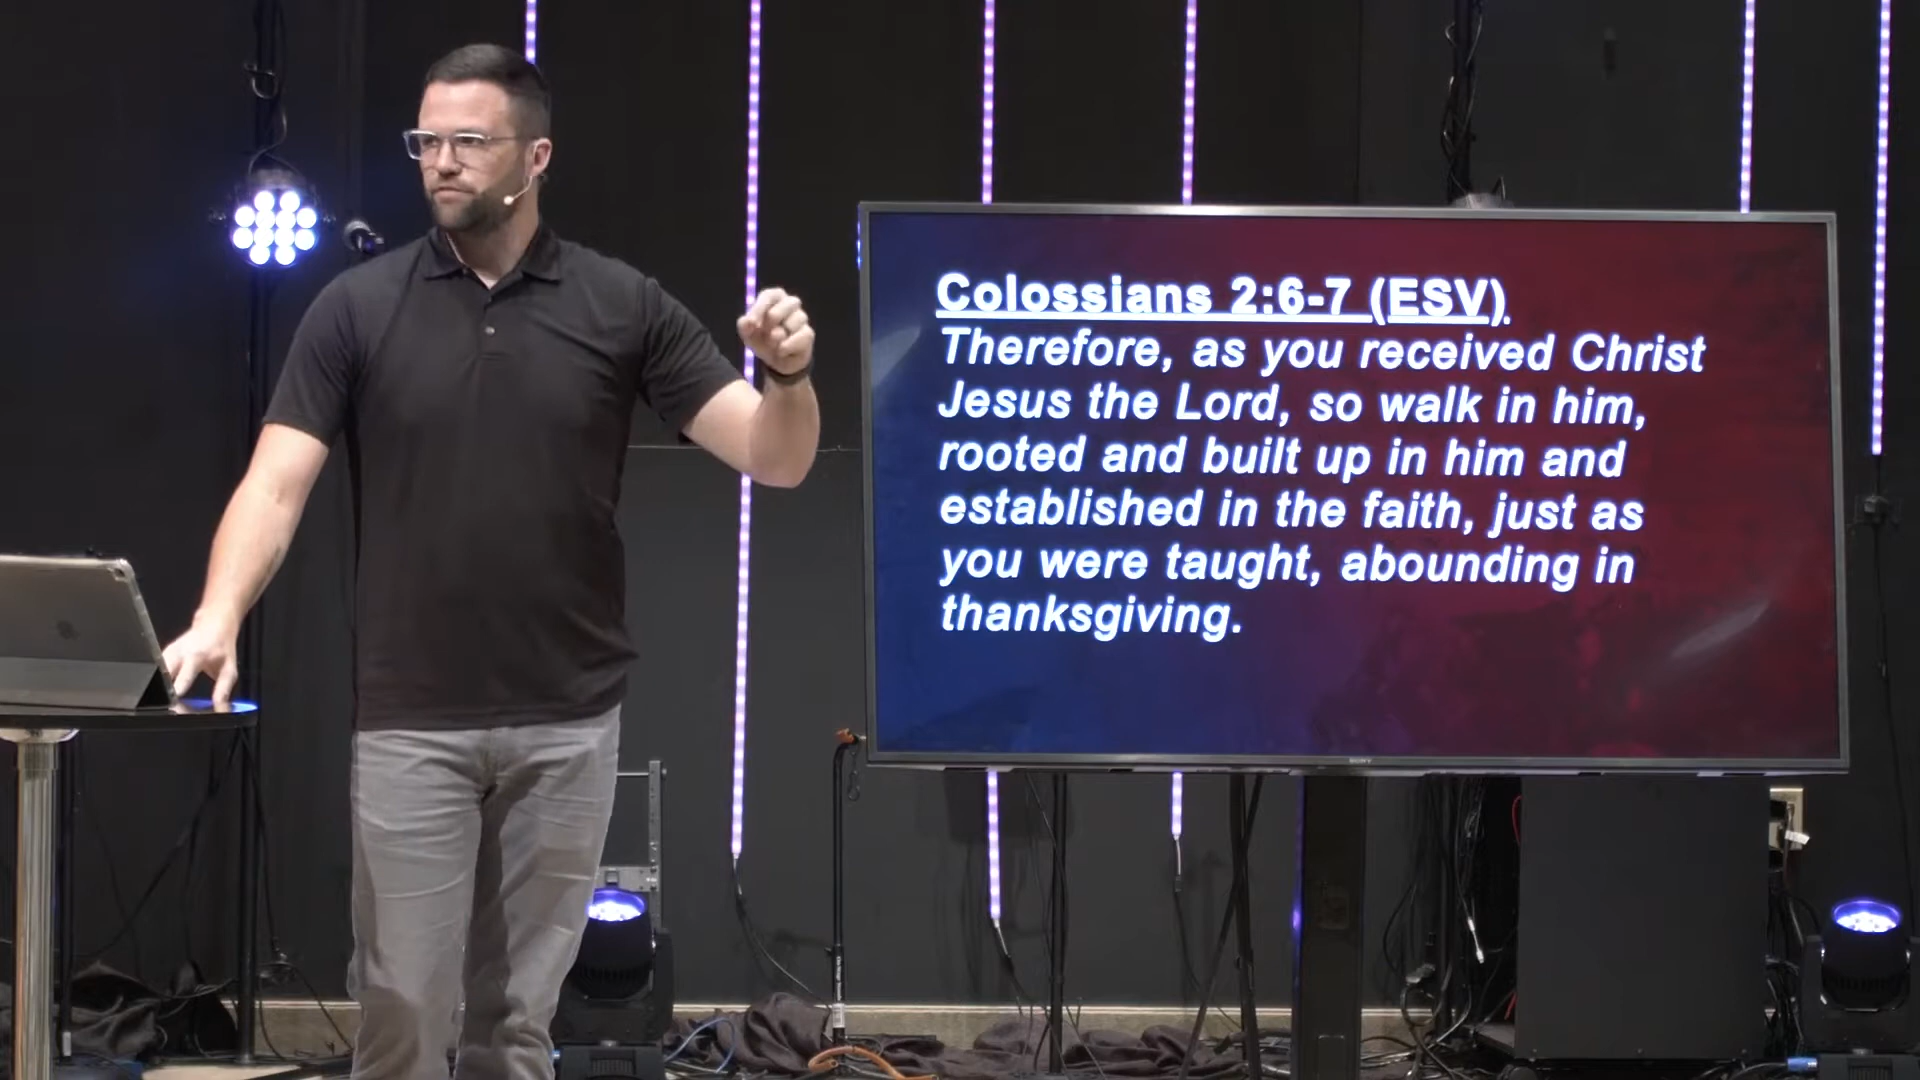 Colossians 2:6-7 (ESV)
Therefore, as you received Christ
Jesus the Lord, so walk in him,
rooted and built up in him and
established in the faith, just as
you were taught, abounding in
thanksgiving.
SONY